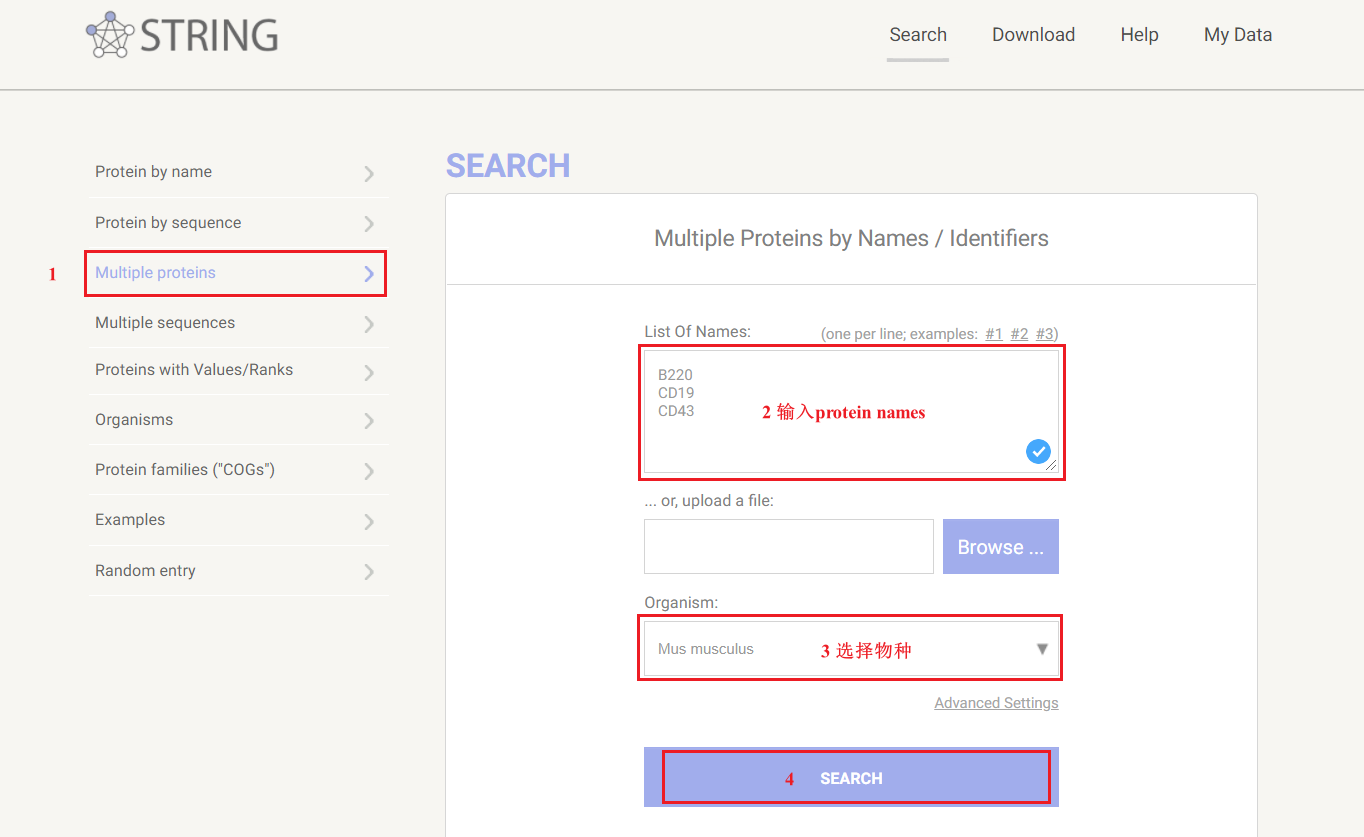 STRING
Search Download Help My Data
Protein by name
Protein by sequence
1 Multiple proteins
Multiple sequences
Proteins with Values/Ranks
Organisms
Protein families ("COGs")
Examples
Random entry
SEARCH
Multiple Proteins by Names / Identifiers
List Of Names: (one per line; examples: #1 #2 #3)
B220
CD19
CD43
2 输入protein names
... or, upload a file:
Browse ...
Organism:
Mus musculus 3 选择物种
Advanced Settings
4 SEARCH